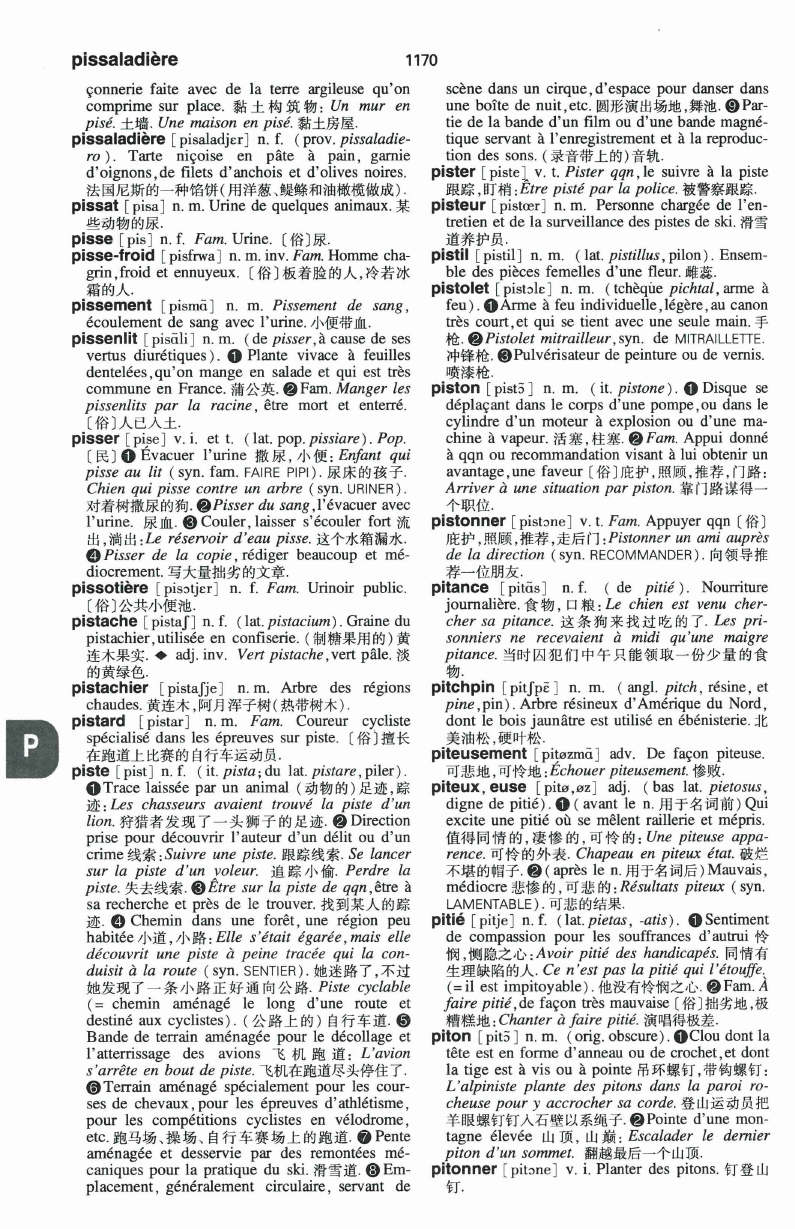 pissaladière
1170
çonnerie faite avec de la terre argileuse qu'on
comprime sur place. 黏土构筑物: Un mur en
pisé. 土墙. Une maison en pisé. 黏土房屋.
pissaladière [pisaladjɛr] n. f. (prov. pissaladie-
ro). Tarte niçoise en pâte à pain, garnie
d'oignons, de filets d'anchois et d'olives noires.
法国尼斯的一种馅饼(用洋葱、鳀鲦和油橄榄做成).
pissat [pisa] n. m. Urine de quelques animaux. 某
些动物的尿.
pisse [pis] n. f. Fam. Urine. 〔俗〕尿.
pisse-froid [pisfrwa] n. m. inv. Fam. Homme cha-
grin, froid et ennuyeux. 〔俗〕板着脸的人,冷若冰
霜的人.
pissement [pismɑ̃] n. m. Pissement de sang,
écoulement de sang avec l'urine. 小便带血.
pissenlit [pisɑ̃li] n. m. (de pisser, à cause de ses
vertus diurétiques). ❶ Plante vivace à feuilles
dentelées, qu'on mange en salade et qui est très
commune en France. 蒲公英. ❷ Fam. Manger les
pissenlits par la racine, être mort et enterré.
〔俗〕人已入土.
pisser [pise] v. i. et t. (lat. pop. pissiare). Pop.
〔民〕❶ Évacuer l'urine 撒尿,小便: Enfant qui
pisse au lit (syn. fam. FAIRE PIPI). 尿床的孩子.
Chien qui pisse contre un arbre (syn. URINER).
对着树撒尿的狗. ❷ Pisser du sang, l'évacuer avec
l'urine. 尿血. ❸ Couler, laisser s'écouler fort 流
出,淌出: Le réservoir d'eau pisse. 这个水箱漏水.
❹ Pisser de la copie, rédiger beaucoup et mé-
diocrement. 写大量拙劣的文章.
pissotière [pisɔtjɛr] n. f. Fam. Urinoir public.
〔俗〕公共小便池.
pistache [pistaʃ] n. f. (lat. pistacium). Graine du
pistachier, utilisée en confiserie. (制糖果用的)黄
连木果实. ◆ adj. inv. Vert pistache, vert pâle. 淡
的黄绿色.
pistachier [pistaʃje] n. m. Arbre des régions
chaudes. 黄连木,阿月浑子树(热带树木).
pistard [pistar] n. m. Fam. Coureur cycliste
spécialisé dans les épreuves sur piste. 〔俗〕擅长
在跑道上比赛的自行车运动员.
piste [pist] n. f. (it. pista; du lat. pistare, piler).
❶ Trace laissée par un animal (动物的)足迹,踪
迹: Les chasseurs avaient trouvé la piste d'un
lion. 狩猎者发现了一头狮子的足迹. ❷ Direction
prise pour découvrir l'auteur d'un délit ou d'un
crime 线索: Suivre une piste. 跟踪线索. Se lancer
sur la piste d'un voleur. 追踪小偷. Perdre la
piste. 失去线索. ❸ Être sur la piste de qqn, être à
sa recherche et près de le trouver. 找到某人的踪
迹. ❹ Chemin dans une forêt, une région peu
habitée 小道,小路: Elle s'était égarée, mais elle
découvrit une piste à peine tracée qui la con-
duisit à la route (syn. SENTIER). 她迷路了,不过
她发现了一条小路正好通向公路. Piste cyclable
(= chemin aménagé le long d'une route et
destiné aux cyclistes). (公路上的)自行车道. ❺
Bande de terrain aménagée pour le décollage et
l'atterrissage des avions 飞机跑道: L'avion
s'arrête en bout de piste. 飞机在跑道尽头停住了.
❻ Terrain aménagé spécialement pour les cour-
ses de chevaux, pour les épreuves d'athlétisme,
pour les compétitions cyclistes en vélodrome,
etc. 跑马场、操场、自行车赛场上的跑道. ❼ Pente
aménagée et desservie par des remontées mé-
caniques pour la pratique du ski. 滑雪道. ❽ Em-
placement, généralement circulaire, servant de
P
scène dans un cirque, d'espace pour danser dans
une boîte de nuit, etc. 圆形演出场地,舞池. ❾ Par-
tie de la bande d'un film ou d'une bande magné-
tique servant à l'enregistrement et à la reproduc-
tion des sons. (录音带上的)音轨.
pister [piste] v. t. Pister qqn, le suivre à la piste
跟踪,盯梢: Être pisté par la police. 被警察跟踪.
pisteur [pistœr] n. m. Personne chargée de l'en-
tretien et de la surveillance des pistes de ski. 滑雪
道养护员.
pistil [pistil] n. m. (lat. pistillus, pilon). Ensem-
ble des pièces femelles d'une fleur. 雌蕊.
pistolet [pistɔlɛ] n. m. (tchèque pichtal, arme à
feu). ❶ Arme à feu individuelle, légère, au canon
très court, et qui se tient avec une seule main. 手
枪. ❷ Pistolet mitrailleur, syn. de MITRAILLETTE.
冲锋枪. ❸ Pulvérisateur de peinture ou de vernis.
喷漆枪.
piston [pistɔ̃] n. m. (it. pistone). ❶ Disque se
déplaçant dans le corps d'une pompe, ou dans le
cylindre d'un moteur à explosion ou d'une ma-
chine à vapeur. 活塞,柱塞. ❷ Fam. Appui donné
à qqn ou recommandation visant à lui obtenir un
avantage, une faveur 〔俗〕庇护,照顾,推荐,门路:
Arriver à une situation par piston. 靠门路谋得一
个职位.
pistonner [pistɔne] v. t. Fam. Appuyer qqn 〔俗〕
庇护,照顾,推荐,走后门: Pistonner un ami auprès
de la direction (syn. RECOMMANDER). 向领导推
荐一位朋友.
pitance [pitɑ̃s] n. f. (de pitié). Nourriture
journalière. 食物,口粮: Le chien est venu cher-
cher sa pitance. 这条狗来找过吃的了. Les pri-
sonniers ne recevaient à midi qu'une maigre
pitance. 当时囚犯们中午只能领取一份少量的食
物.
pitchpin [pitʃpɛ̃] n. m. (angl. pitch, résine, et
pine, pin). Arbre résineux d'Amérique du Nord,
dont le bois jaunâtre est utilisé en ébénisterie. 北
美油松,硬叶松.
piteusement [pitøzmɑ̃] adv. De façon piteuse.
可悲地,可怜地: Échouer piteusement. 惨败.
piteux, euse [pitø, øz] adj. (bas lat. pietosus,
digne de pitié). ❶ (avant le n. 用于名词前) Qui
excite une pitié où se mêlent raillerie et mépris.
值得同情的,凄惨的,可怜的: Une piteuse appa-
rence. 可怜的外表. Chapeau en piteux état. 破烂
不堪的帽子. ❷ (après le n. 用于名词后) Mauvais,
médiocre 悲惨的,可悲的: Résultats piteux (syn.
LAMENTABLE). 可悲的结果.
pitié [pitje] n. f. (lat. pietas, -atis). ❶ Sentiment
de compassion pour les souffrances d'autrui 怜
悯,恻隐之心: Avoir pitié des handicapés. 同情有
生理缺陷的人. Ce n'est pas la pitié qui l'étouffe.
(= il est impitoyable). 他没有怜悯之心. ❷ Fam. À
faire pitié, de façon très mauvaise 〔俗〕拙劣地,极
糟糕地: Chanter à faire pitié. 演唱得极差.
piton [pitɔ̃] n. m. (orig. obscure). ❶ Clou dont la
tête est en forme d'anneau ou de crochet, et dont
la tige est à vis ou à pointe 吊环螺钉,带钩螺钉:
L'alpiniste plante des pitons dans la paroi ro-
cheuse pour y accrocher sa corde. 登山运动员把
羊眼螺钉钉入石壁以系绳子. ❷ Pointe d'une mon-
tagne élevée 山顶,山巅: Escalader le dernier
piton d'un sommet. 翻越最后一个山顶.
pitonner [pitɔne] v. i. Planter des pitons. 钉登山
钉.